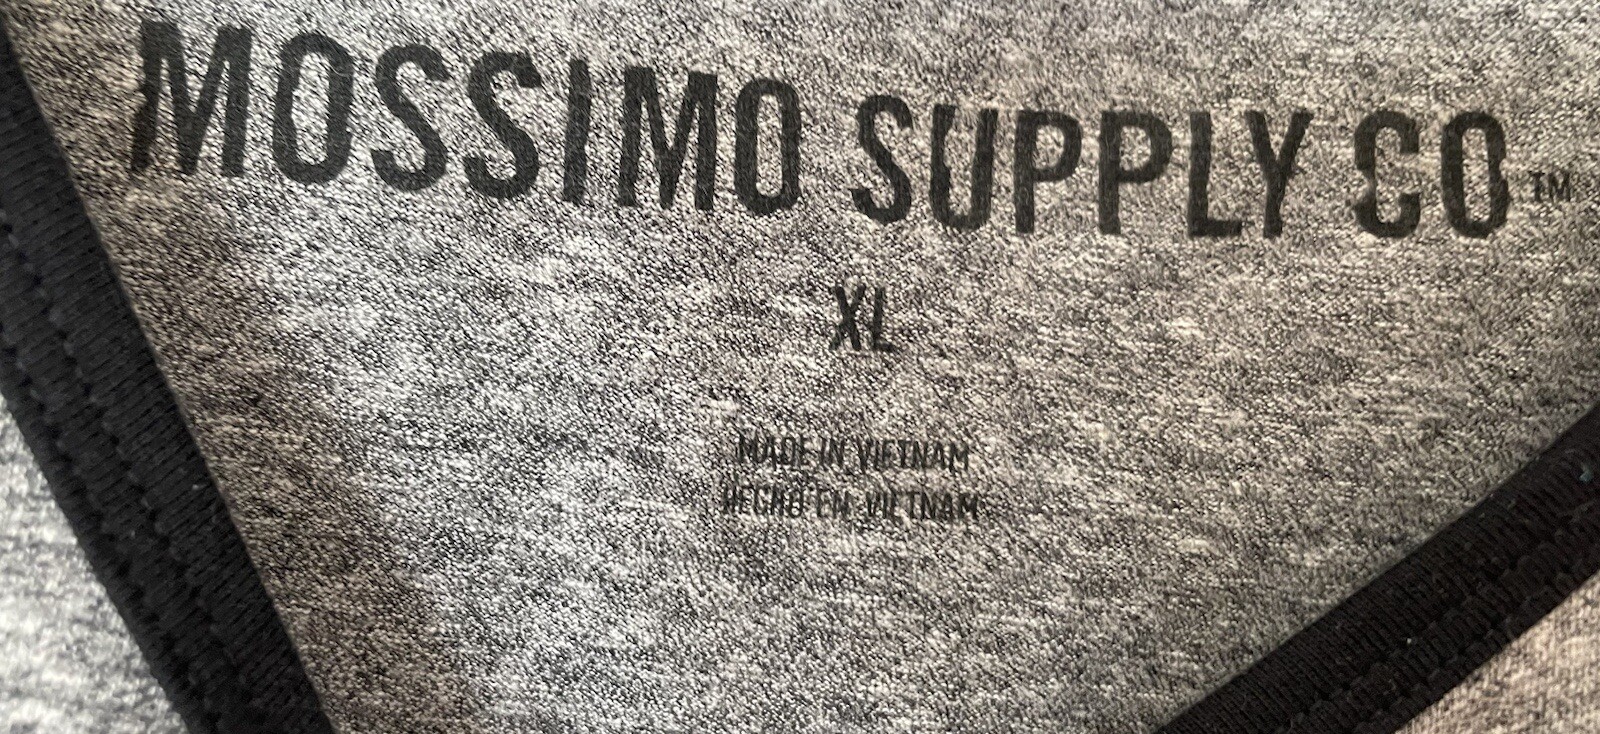 MOSSIMO SUPPLY CO™
XL
MADE IN VIETNAM
HECHO EN VIETNAM